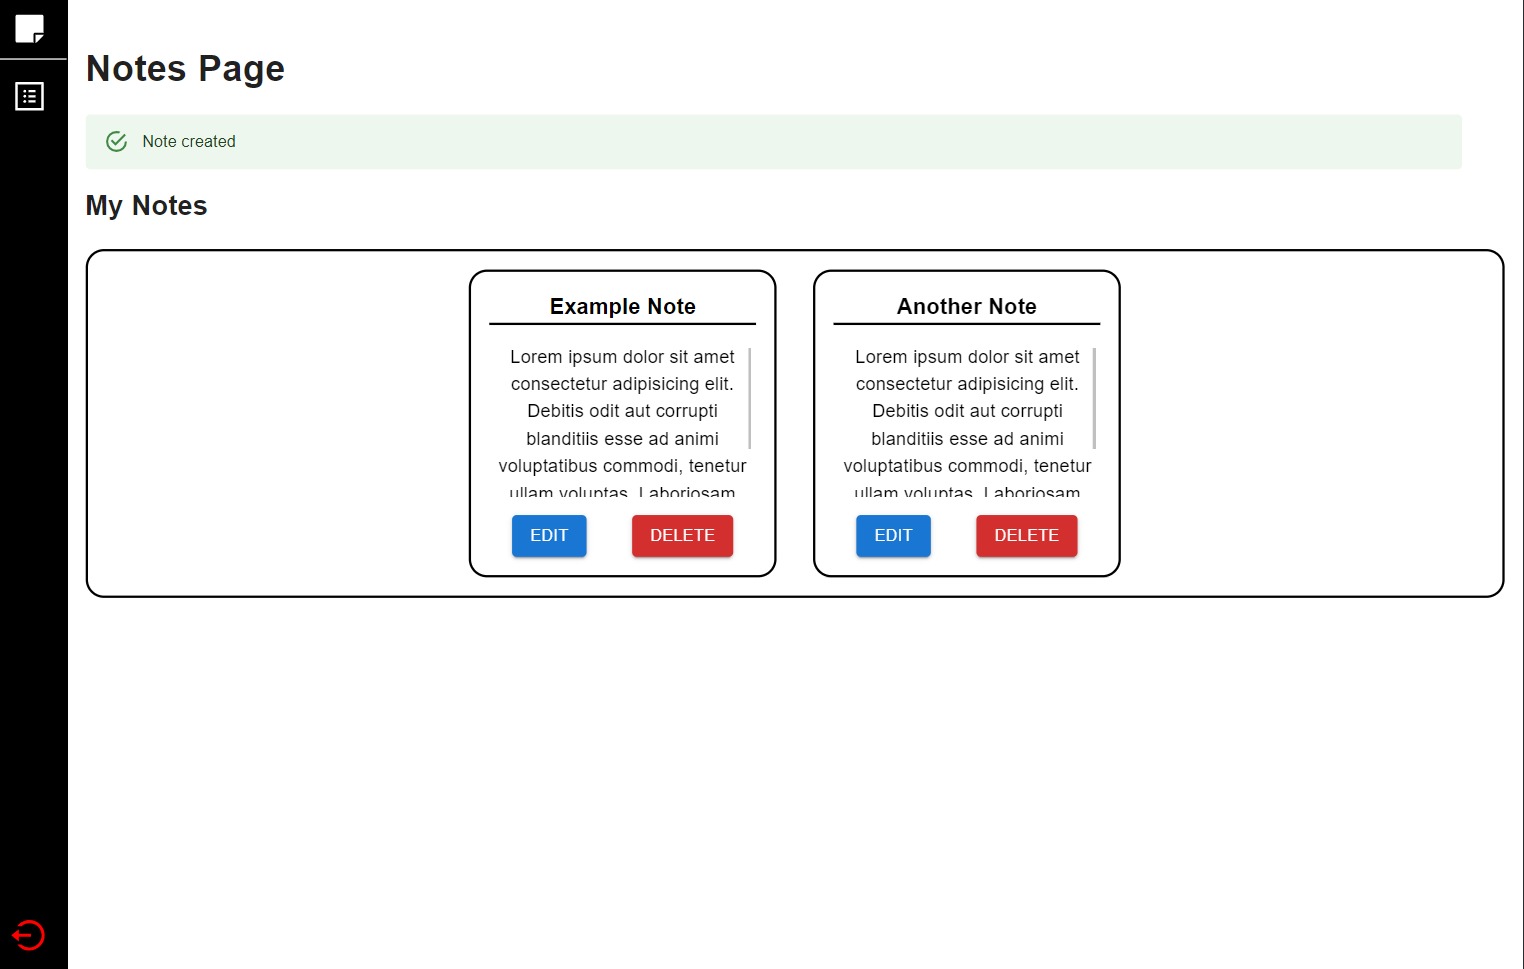 Notes Page
Note created
My Notes
Example Note
Lorem ipsum dolor sit amet
consectetur adipisicing elit.
Debitis odit aut corrupti
blanditiis esse ad animi
voluptatibus commodi, tenetur
ullam voluptas. Laboriosam
EDIT DELETE
Another Note
Lorem ipsum dolor sit amet
consectetur adipisicing elit.
Debitis odit aut corrupti
blanditiis esse ad animi
voluptatibus commodi, tenetur
ullam voluptas. Laboriosam
EDIT DELETE